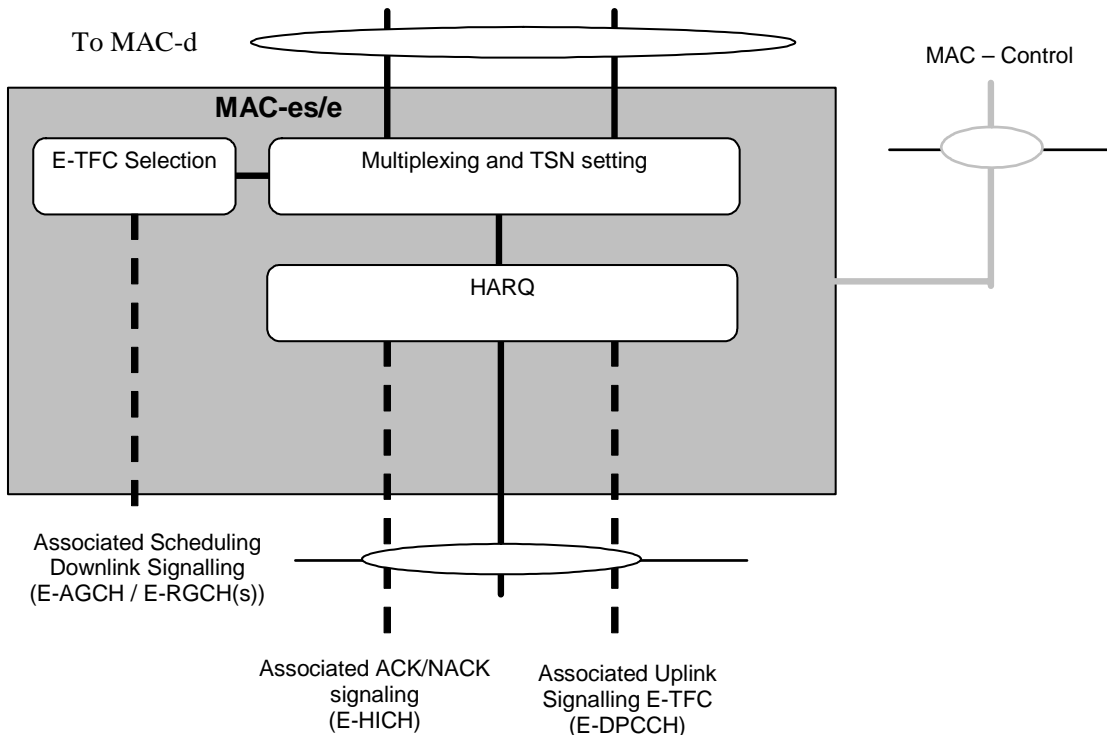 To MAC-d
MAC – Control
MAC-es/e
E-TFC Selection
Multiplexing and TSN setting
HARQ
Associated Scheduling
Downlink Signalling
(E-AGCH / E-RGCH(s))
Associated ACK/NACK
signaling
(E-HICH)
Associated Uplink
Signalling E-TFC
(E-DPCCH)